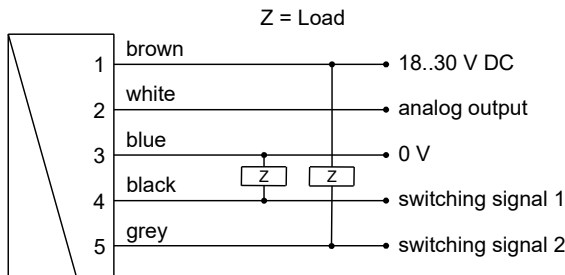 Z = Load
brown
1
18..30 V DC
white
2
analog output
blue
3
0 V
Z
Z
black
4
switching signal 1
grey
5
switching signal 2